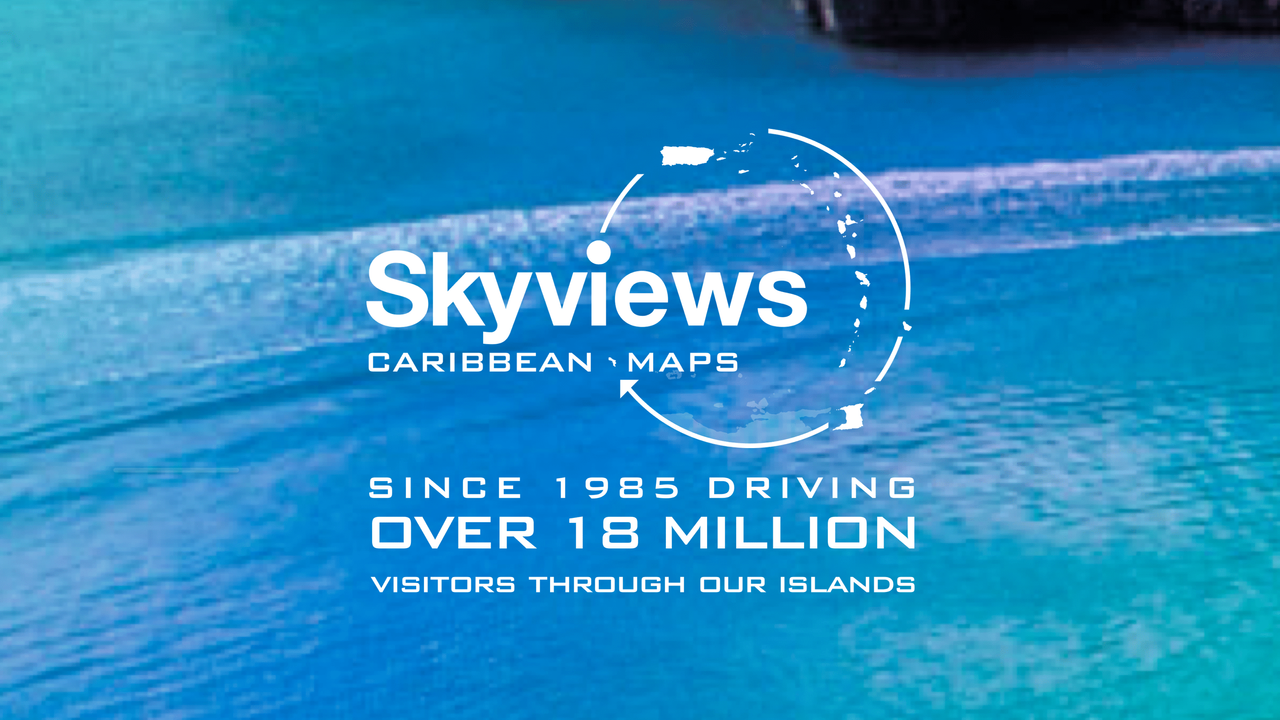 Skyviews
CARIBBEAN MAPS
SINCE 1985 DRIVING
OVER 18 MILLION
VISITORS THROUGH OUR ISLANDS